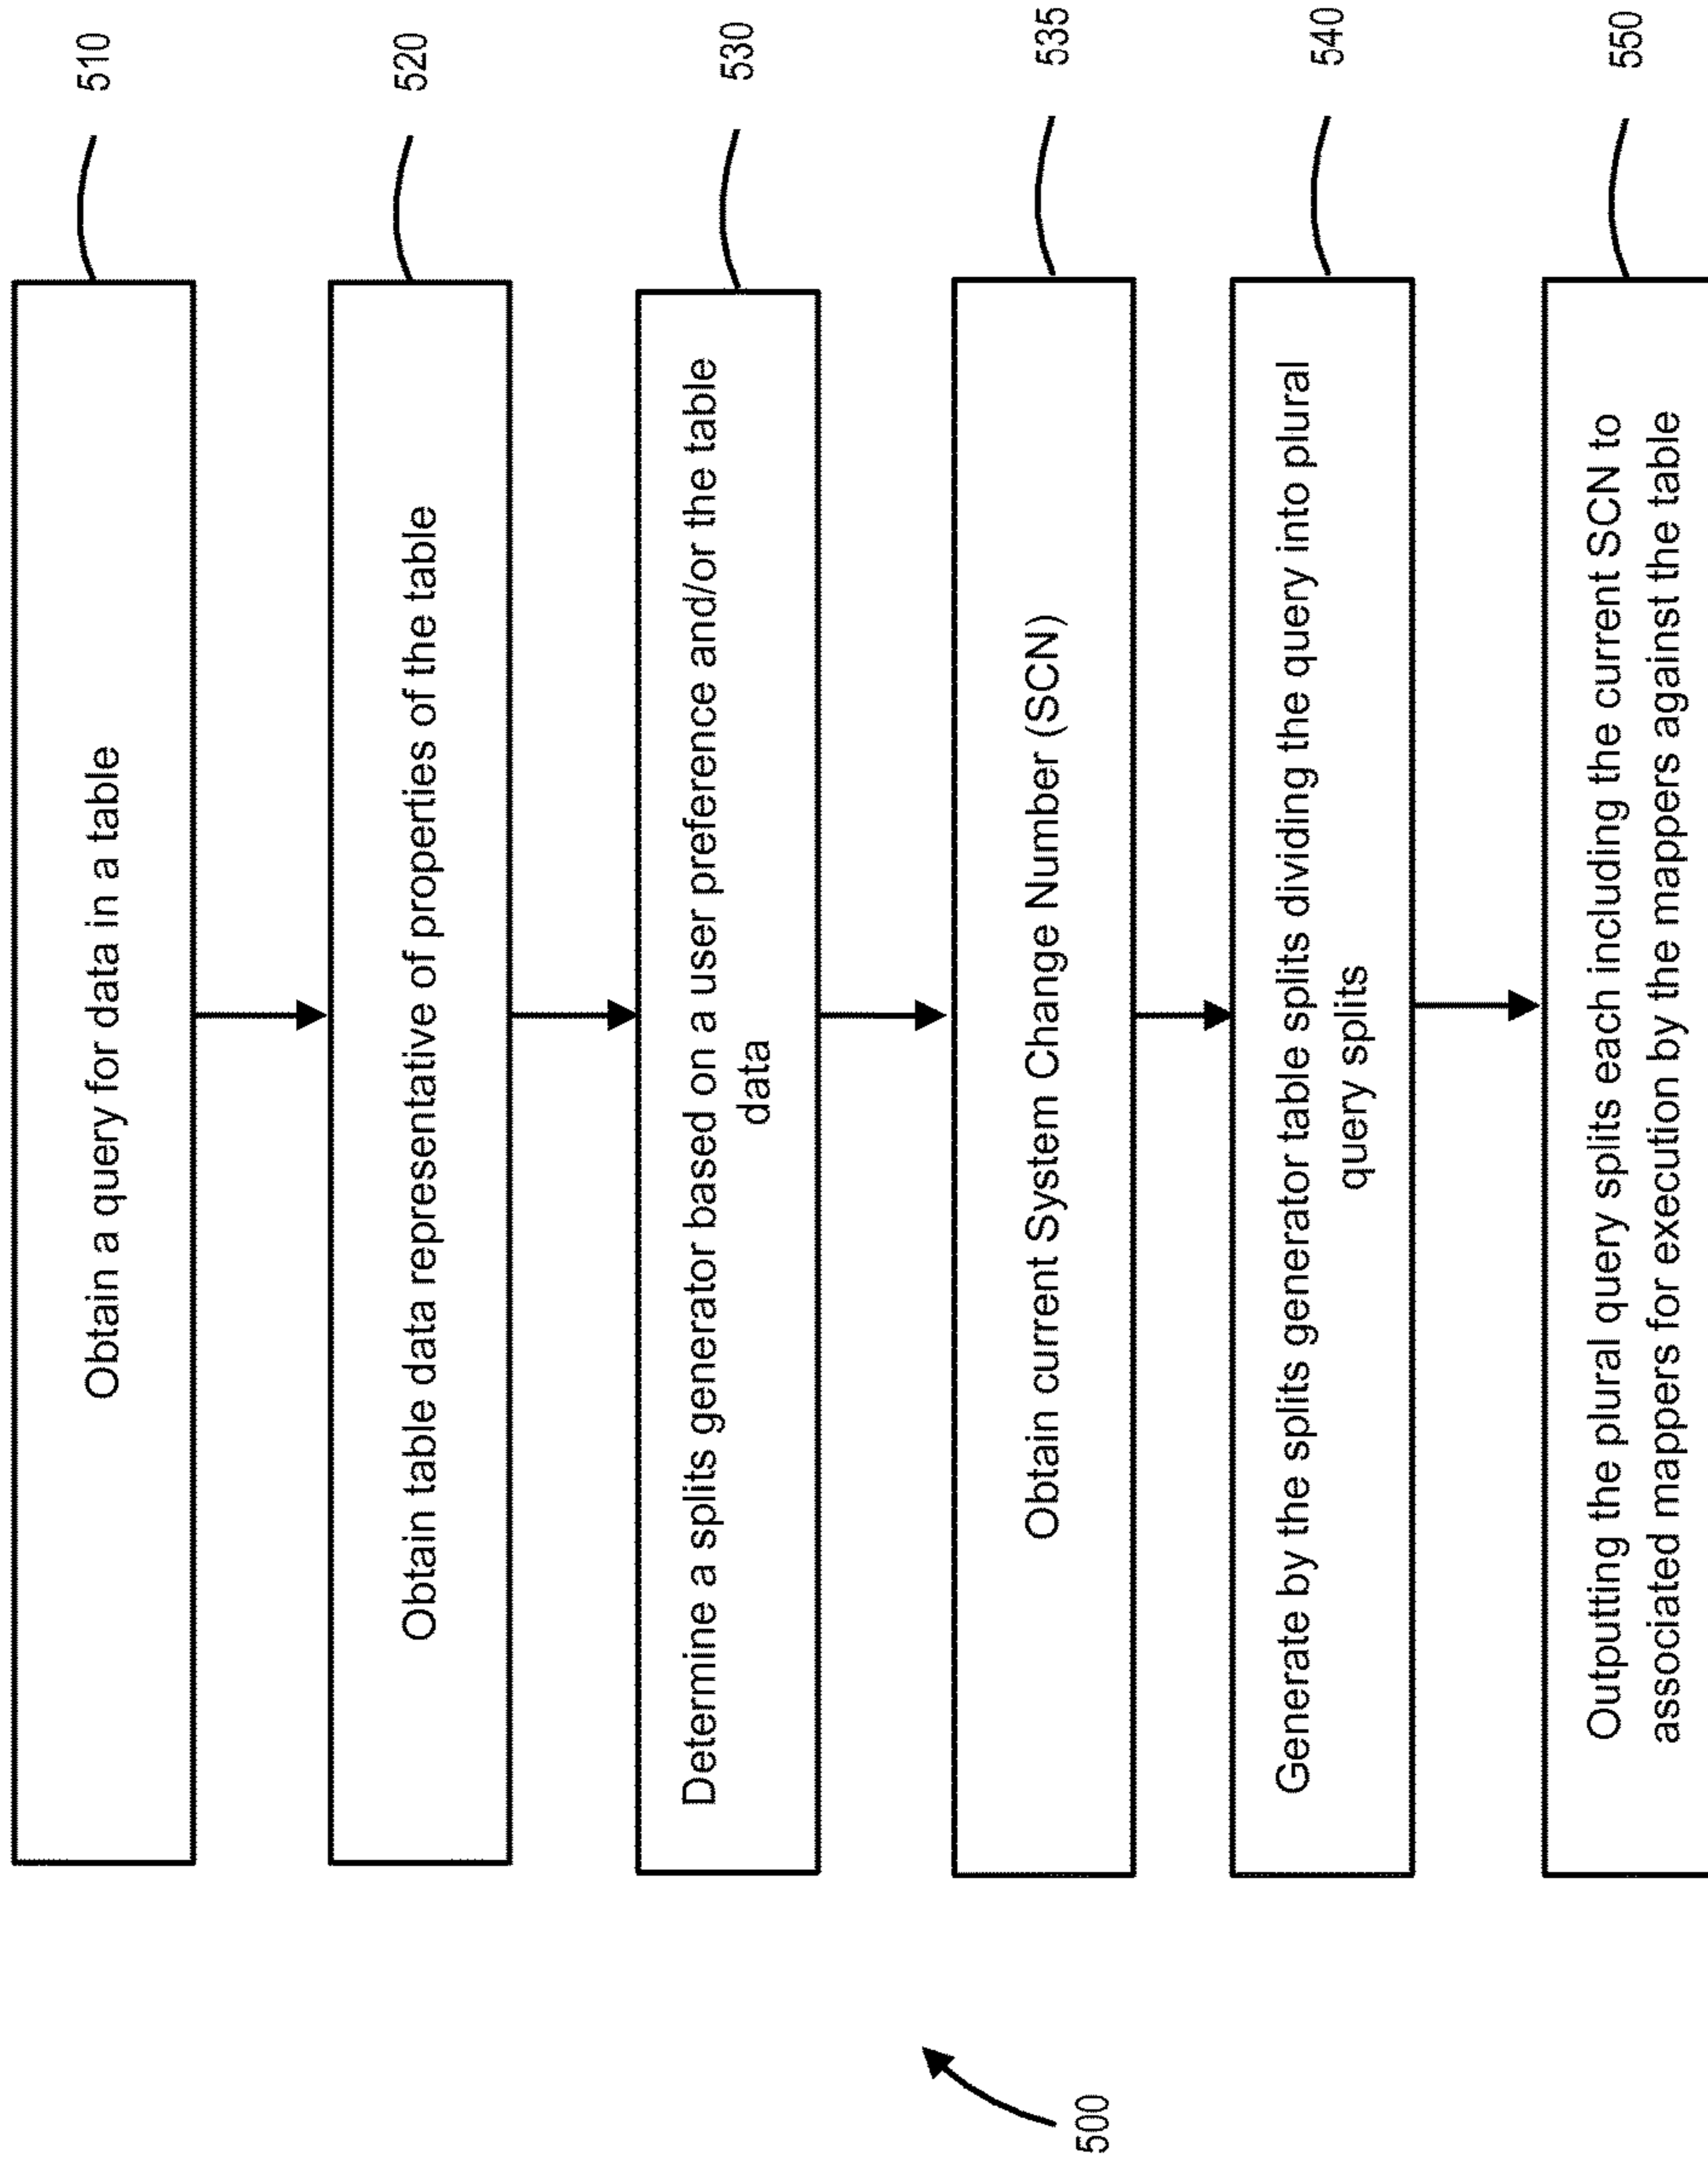 Obtain a query for data in a table
510
Obtain table data representative of properties of the table
520
Determine a splits generator based on a user preference and/or the table
data
530
Obtain current System Change Number (SCN)
535
Generate by the splits generator table splits dividing the query into plural
query splits
540
Outputting the plural query splits each including the current SCN to
associated mappers for execution by the mappers against the table
550
500